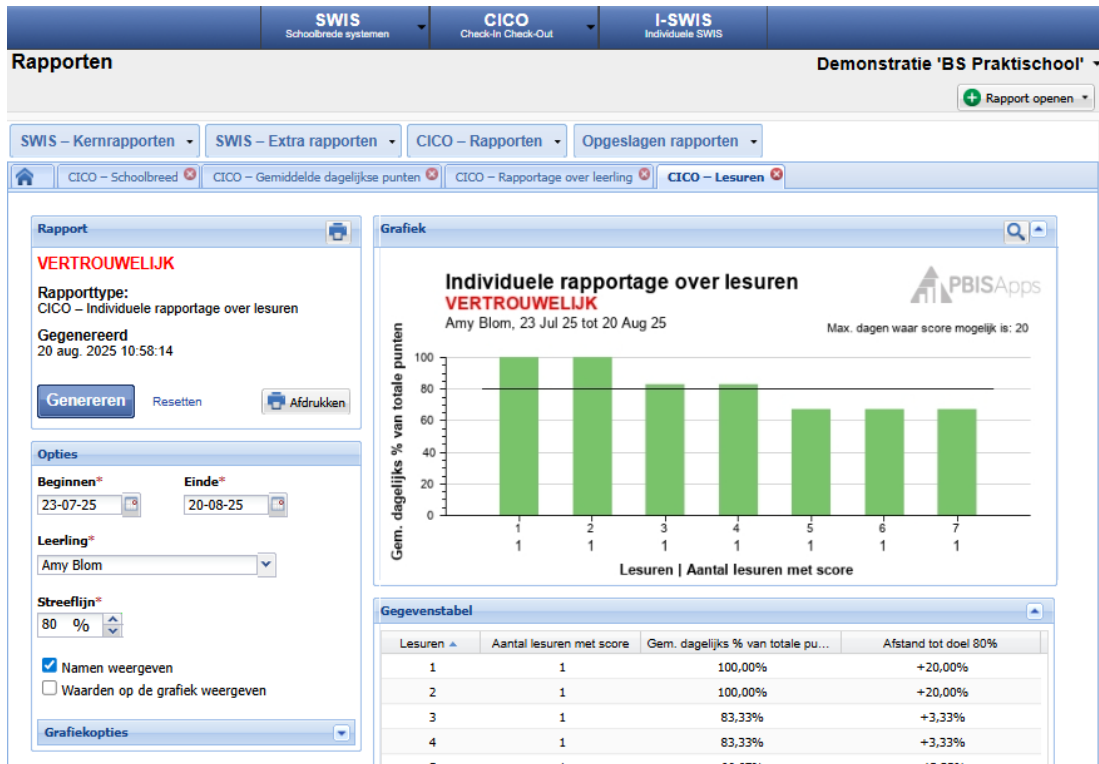 SWIS
Schoolbrede systemen
CICO
Check-In Check-Out
I-SWIS
Individuele SWIS
Rapporten
Demonstratie 'BS Praktischool'
Rapport openen
SWIS – Kernrapporten
SWIS – Extra rapporten
CICO – Rapporten
Opgeslagen rapporten
CICO – Schoolbreed
CICO – Gemiddelde dagelijkse punten
CICO – Rapportage over leerling
CICO – Lesuren
Rapport
VERTROUWELIJK
Rapporttype:
CICO – Individuele rapportage over lesuren
Gegenereerd
20 aug. 2025 10:58:14
Genereren
Resetten
Afdrukken
Opties
Beginnen*
Einde*
23-07-25
20-08-25
Leerling*
Amy Blom
Streeflijn*
80 %
Namen weergeven
Waarden op de grafiek weergeven
Grafiekopties
Grafiek
Individuele rapportage over lesuren
VERTROUWELIJK
Amy Blom, 23 Jul 25 tot 20 Aug 25
PBISApps
Max. dagen waar score mogelijk is: 20
Gem. dagelijks % van totale punten
100
80
60
40
20
0
1 2 3 4 5 6 7
1 1 1 1 1 1 1
Lesuren | Aantal lesuren met score
Gegevenstabel
Lesuren Aantal lesuren met score Gem. dagelijks % van totale pu... Afstand tot doel 80%
1 1 100,00% +20,00%
2 1 100,00% +20,00%
3 1 83,33% +3,33%
4 1 83,33% +3,33%